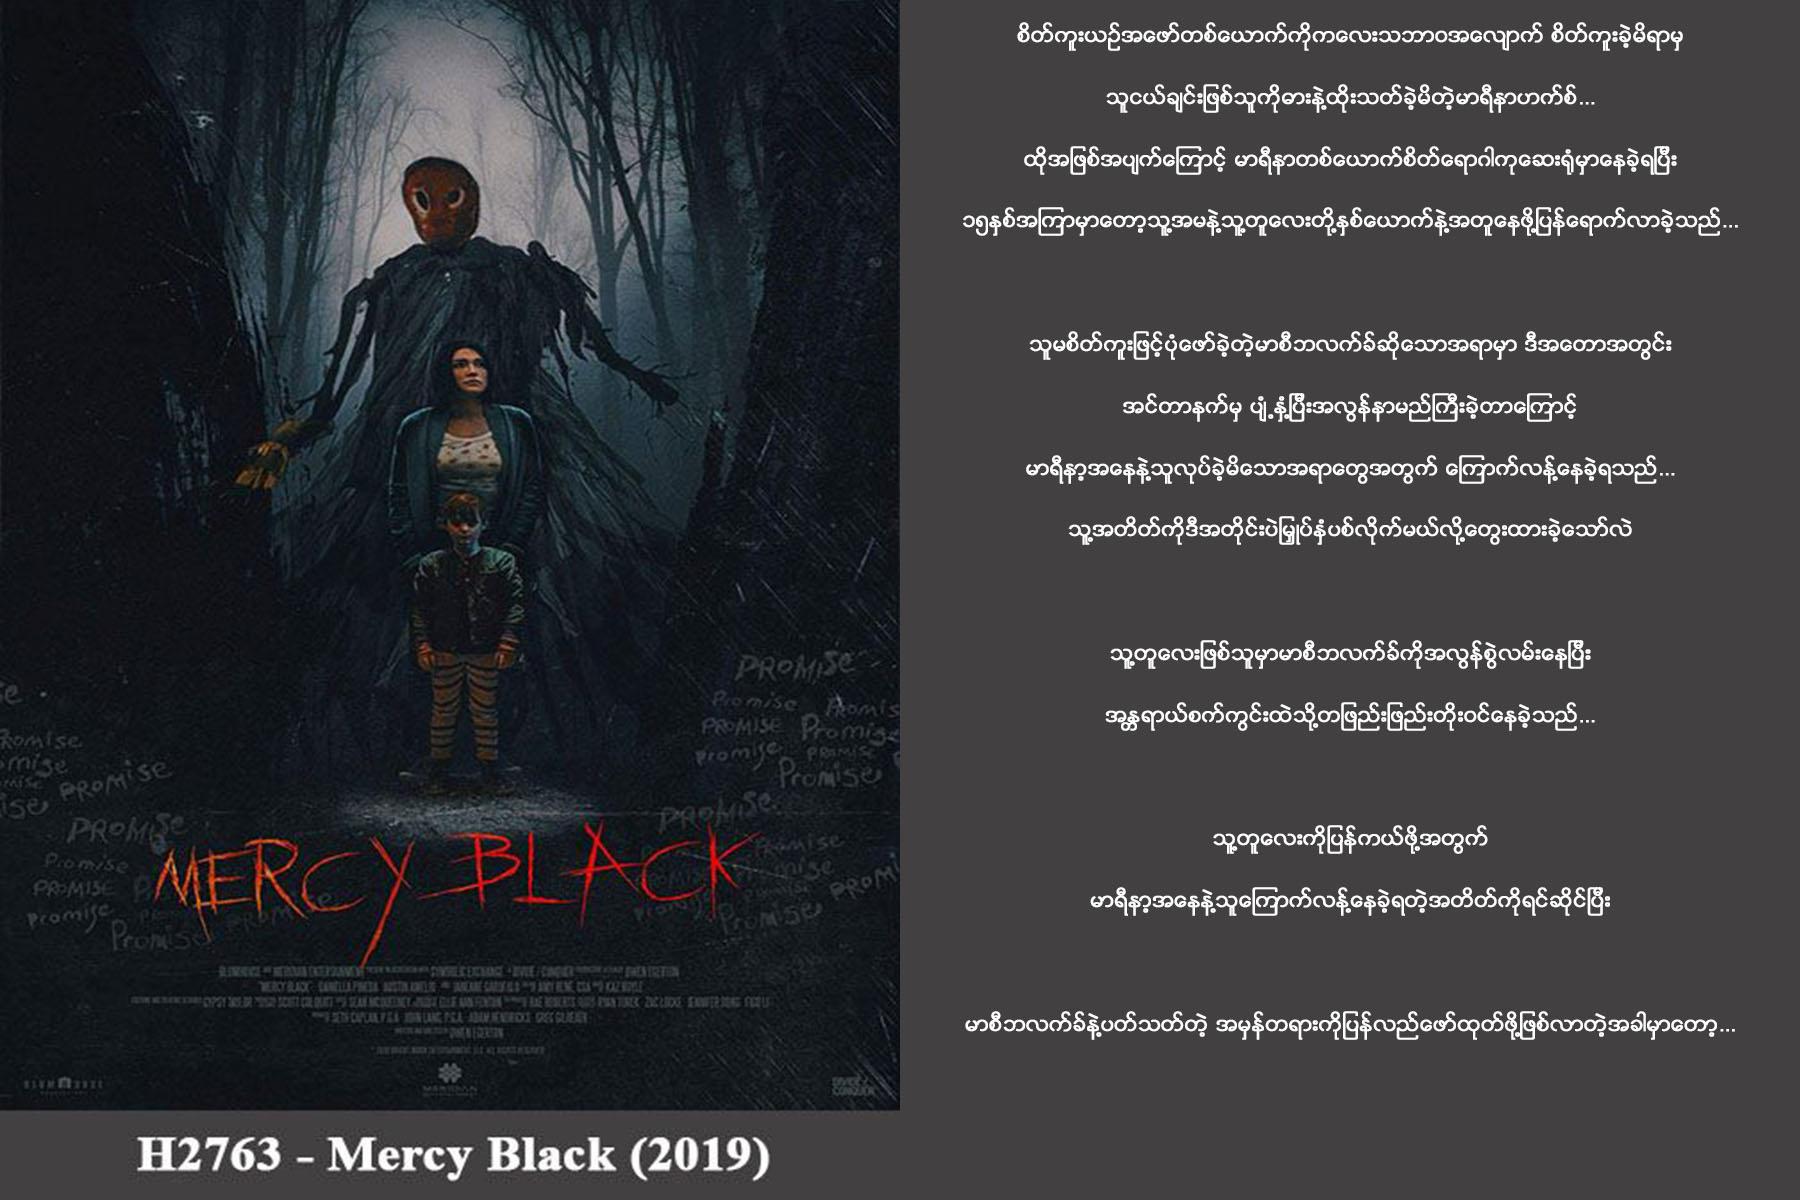 စိတ်ကူးယဉ်အဖော်တစ်ယောက်ကိုကလေးသဘာဝအလျောက် စိတ်ကူးခဲ့မိရာမှ
သူငယ်ချင်းဖြစ်သူကိုဓားနဲ့ထိုးသတ်ခဲ့မိတဲ့မာရီနာဟက်စ်...
ထိုအဖြစ်အပျက်ကြောင့် မာရီနာတစ်ယောက်စိတ်ရောဂါကုဆေးရုံမှာနေခဲ့ရပြီး
၁၅နှစ်အကြာမှာတော့သူ့အမနဲ့သူ့တူလေးတို့နှစ်ယောက်နဲ့အတူနေဖို့ပြန်ရောက်လာခဲ့သည်...
သူမစိတ်ကူးဖြင့်ပုံဖော်ခဲ့တဲ့မာစီဘလက်ခ်ဆိုသောအရာမှာ ဒီအတောအတွင်း
အင်တာနက်မှ ပျံ့နှံ့ပြီးအလွန်နာမည်ကြီးခဲ့တာကြောင့်
မာရီနာ့အနေနဲ့သူလုပ်ခဲ့မိသောအရာတွေအတွက် ကြောက်လန့်နေခဲ့ရသည်...
သူ့အတိတ်ကိုဒီအတိုင်းပဲမြှုပ်နှံပစ်လိုက်မယ်လို့တွေးထားခဲ့သော်လဲ
သူ့တူလေးဖြစ်သူမှာမာစီဘလက်ခ်ကိုအလွန်စွဲလမ်းနေပြီး
အန္တရာယ်စက်ကွင်းထဲသို့တဖြည်းဖြည်းတိုးဝင်နေခဲ့သည်...
သူ့တူလေးကိုပြန်ကယ်ဖို့အတွက်
မာရီနာ့အနေနဲ့သူကြောက်လန့်နေခဲ့ရတဲ့အတိတ်ကိုရင်ဆိုင်ပြီး
မာစီဘလက်ခ်နဲ့ပတ်သတ်တဲ့ အမှန်တရားကိုပြန်လည်ဖော်ထုတ်ဖို့ဖြစ်လာတဲ့အခါမှာတော့...
PROMISE
Promise
PROMISE Promise
Promise PROMISE
Promise
PROMISE
PROMISE
Promise
PROMISE
Promise
Promise
MERCY BLACK
H2763 - Mercy Black (2019)